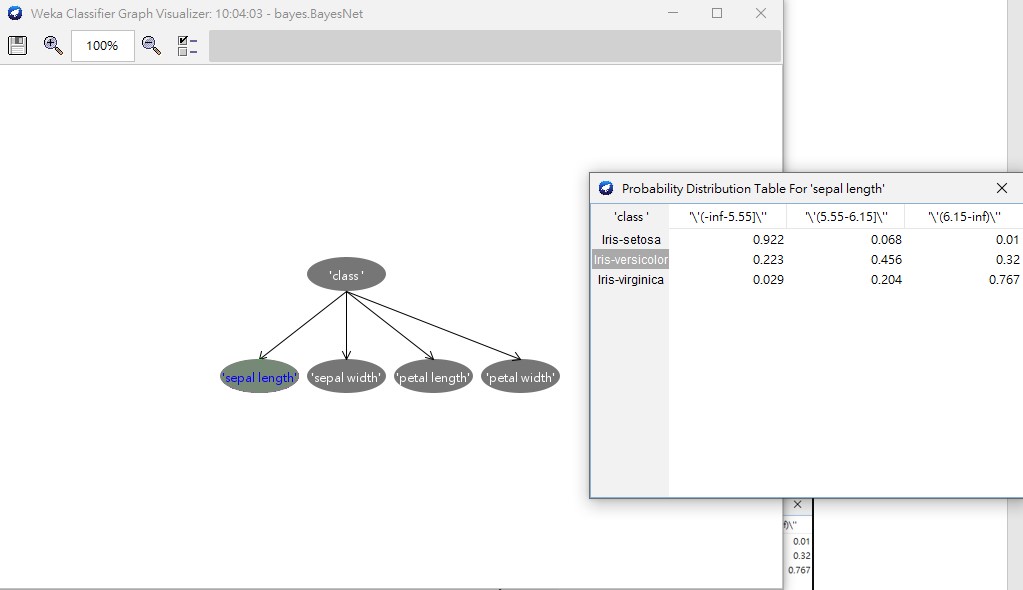 Weka Classifier Graph Visualizer: 10:04:03 - bayes.BayesNet
100%
Probability Distribution Table For 'sepal length'
'class ' '\'(-inf-5.55]\'' '\'(5.55-6.15]\'' '\'(6.15-inf)\''
Iris-setosa 0.922 0.068 0.01
Iris-versicolor 0.223 0.456 0.32
Iris-virginica 0.029 0.204 0.767
'class '
'sepal length' 'sepal width' 'petal length' 'petal width'
f)\''
0.01
0.32
0.767